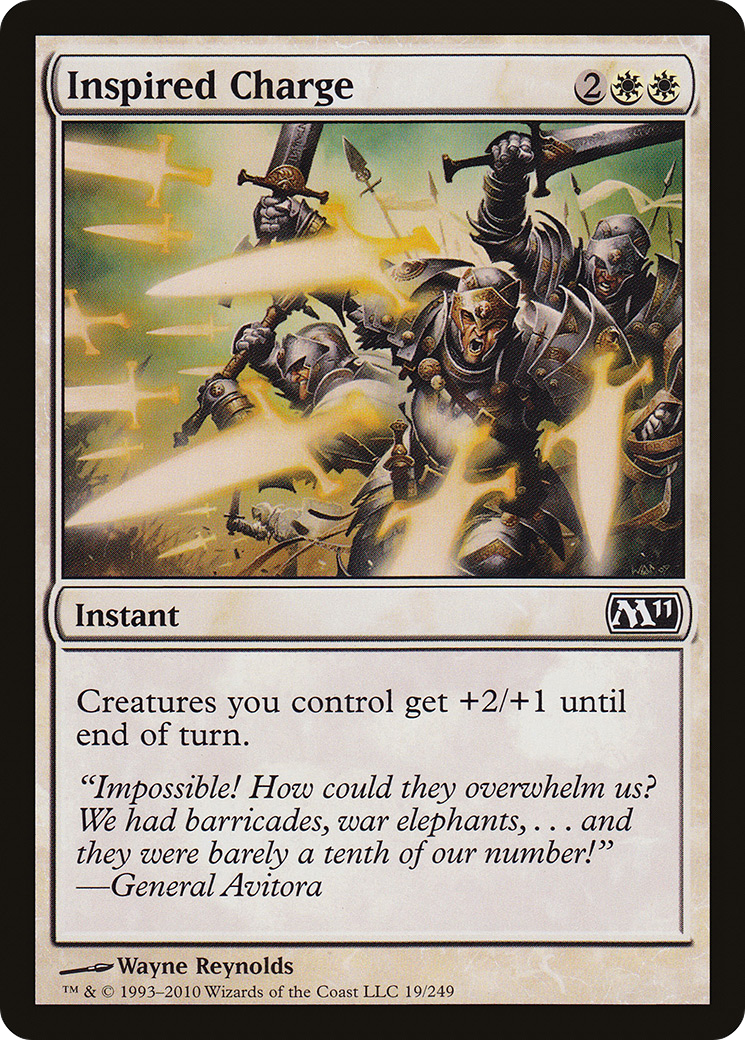 Inspired Charge 2
Instant M11
Creatures you control get +2/+1 until
end of turn.
“Impossible! How could they overwhelm us?
We had barricades, war elephants, . . . and
they were barely a tenth of our number!”
—General Avitora
Wayne Reynolds
™ & © 1993–2010 Wizards of the Coast LLC 19/249